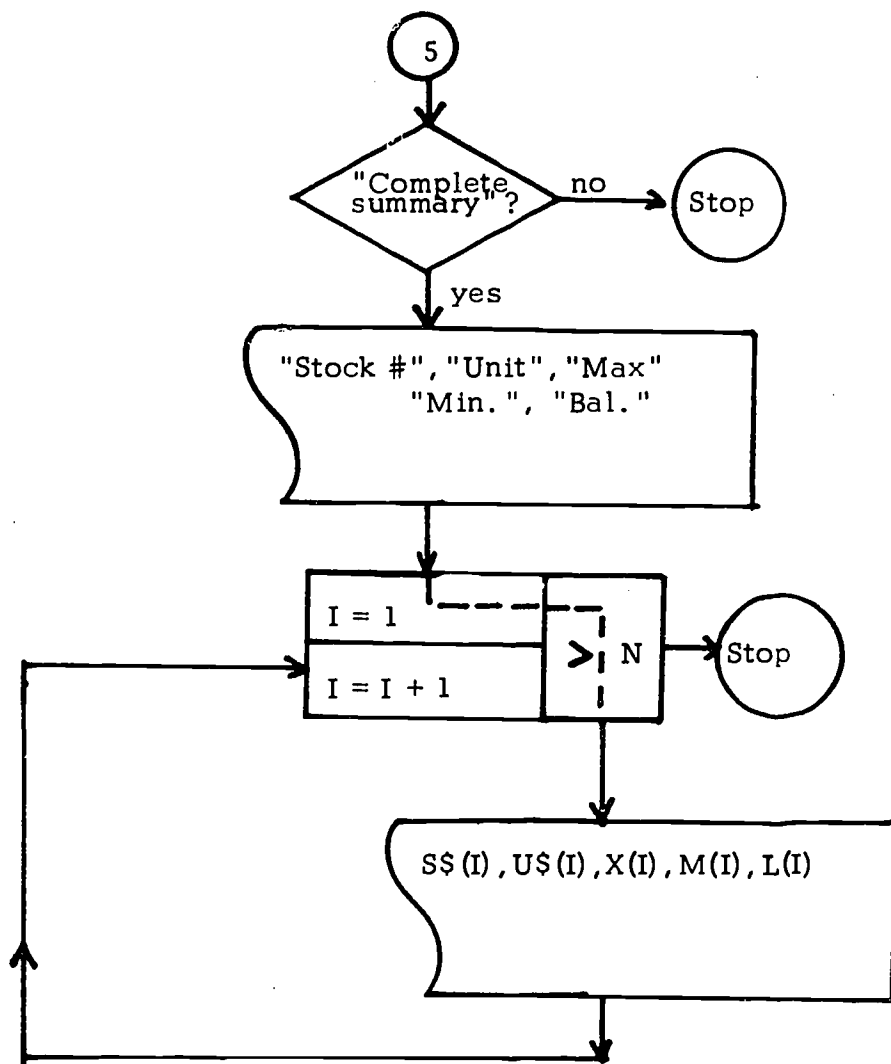 5
"Complete
summary"?
no
Stop
yes
"Stock #", "Unit", "Max"
"Min.", "Bal."
I = 1
> N
Stop
I = I + 1
S$(I), U$(I), X(I), M(I), L(I)